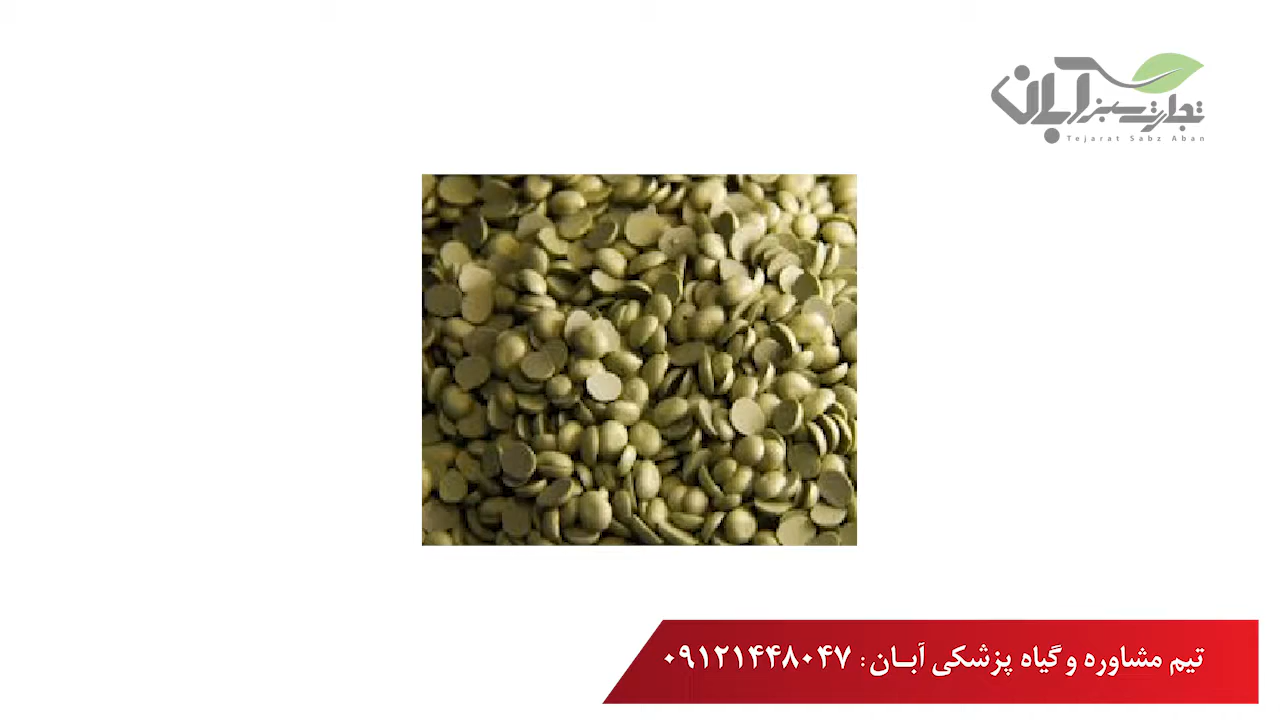 تجارت سبز آبان
Tejarat Sabz Aban
تیم مشاوره و گیاه پزشکی آبـان : ۰۹۱۲۱۴۴۸۰۴۷